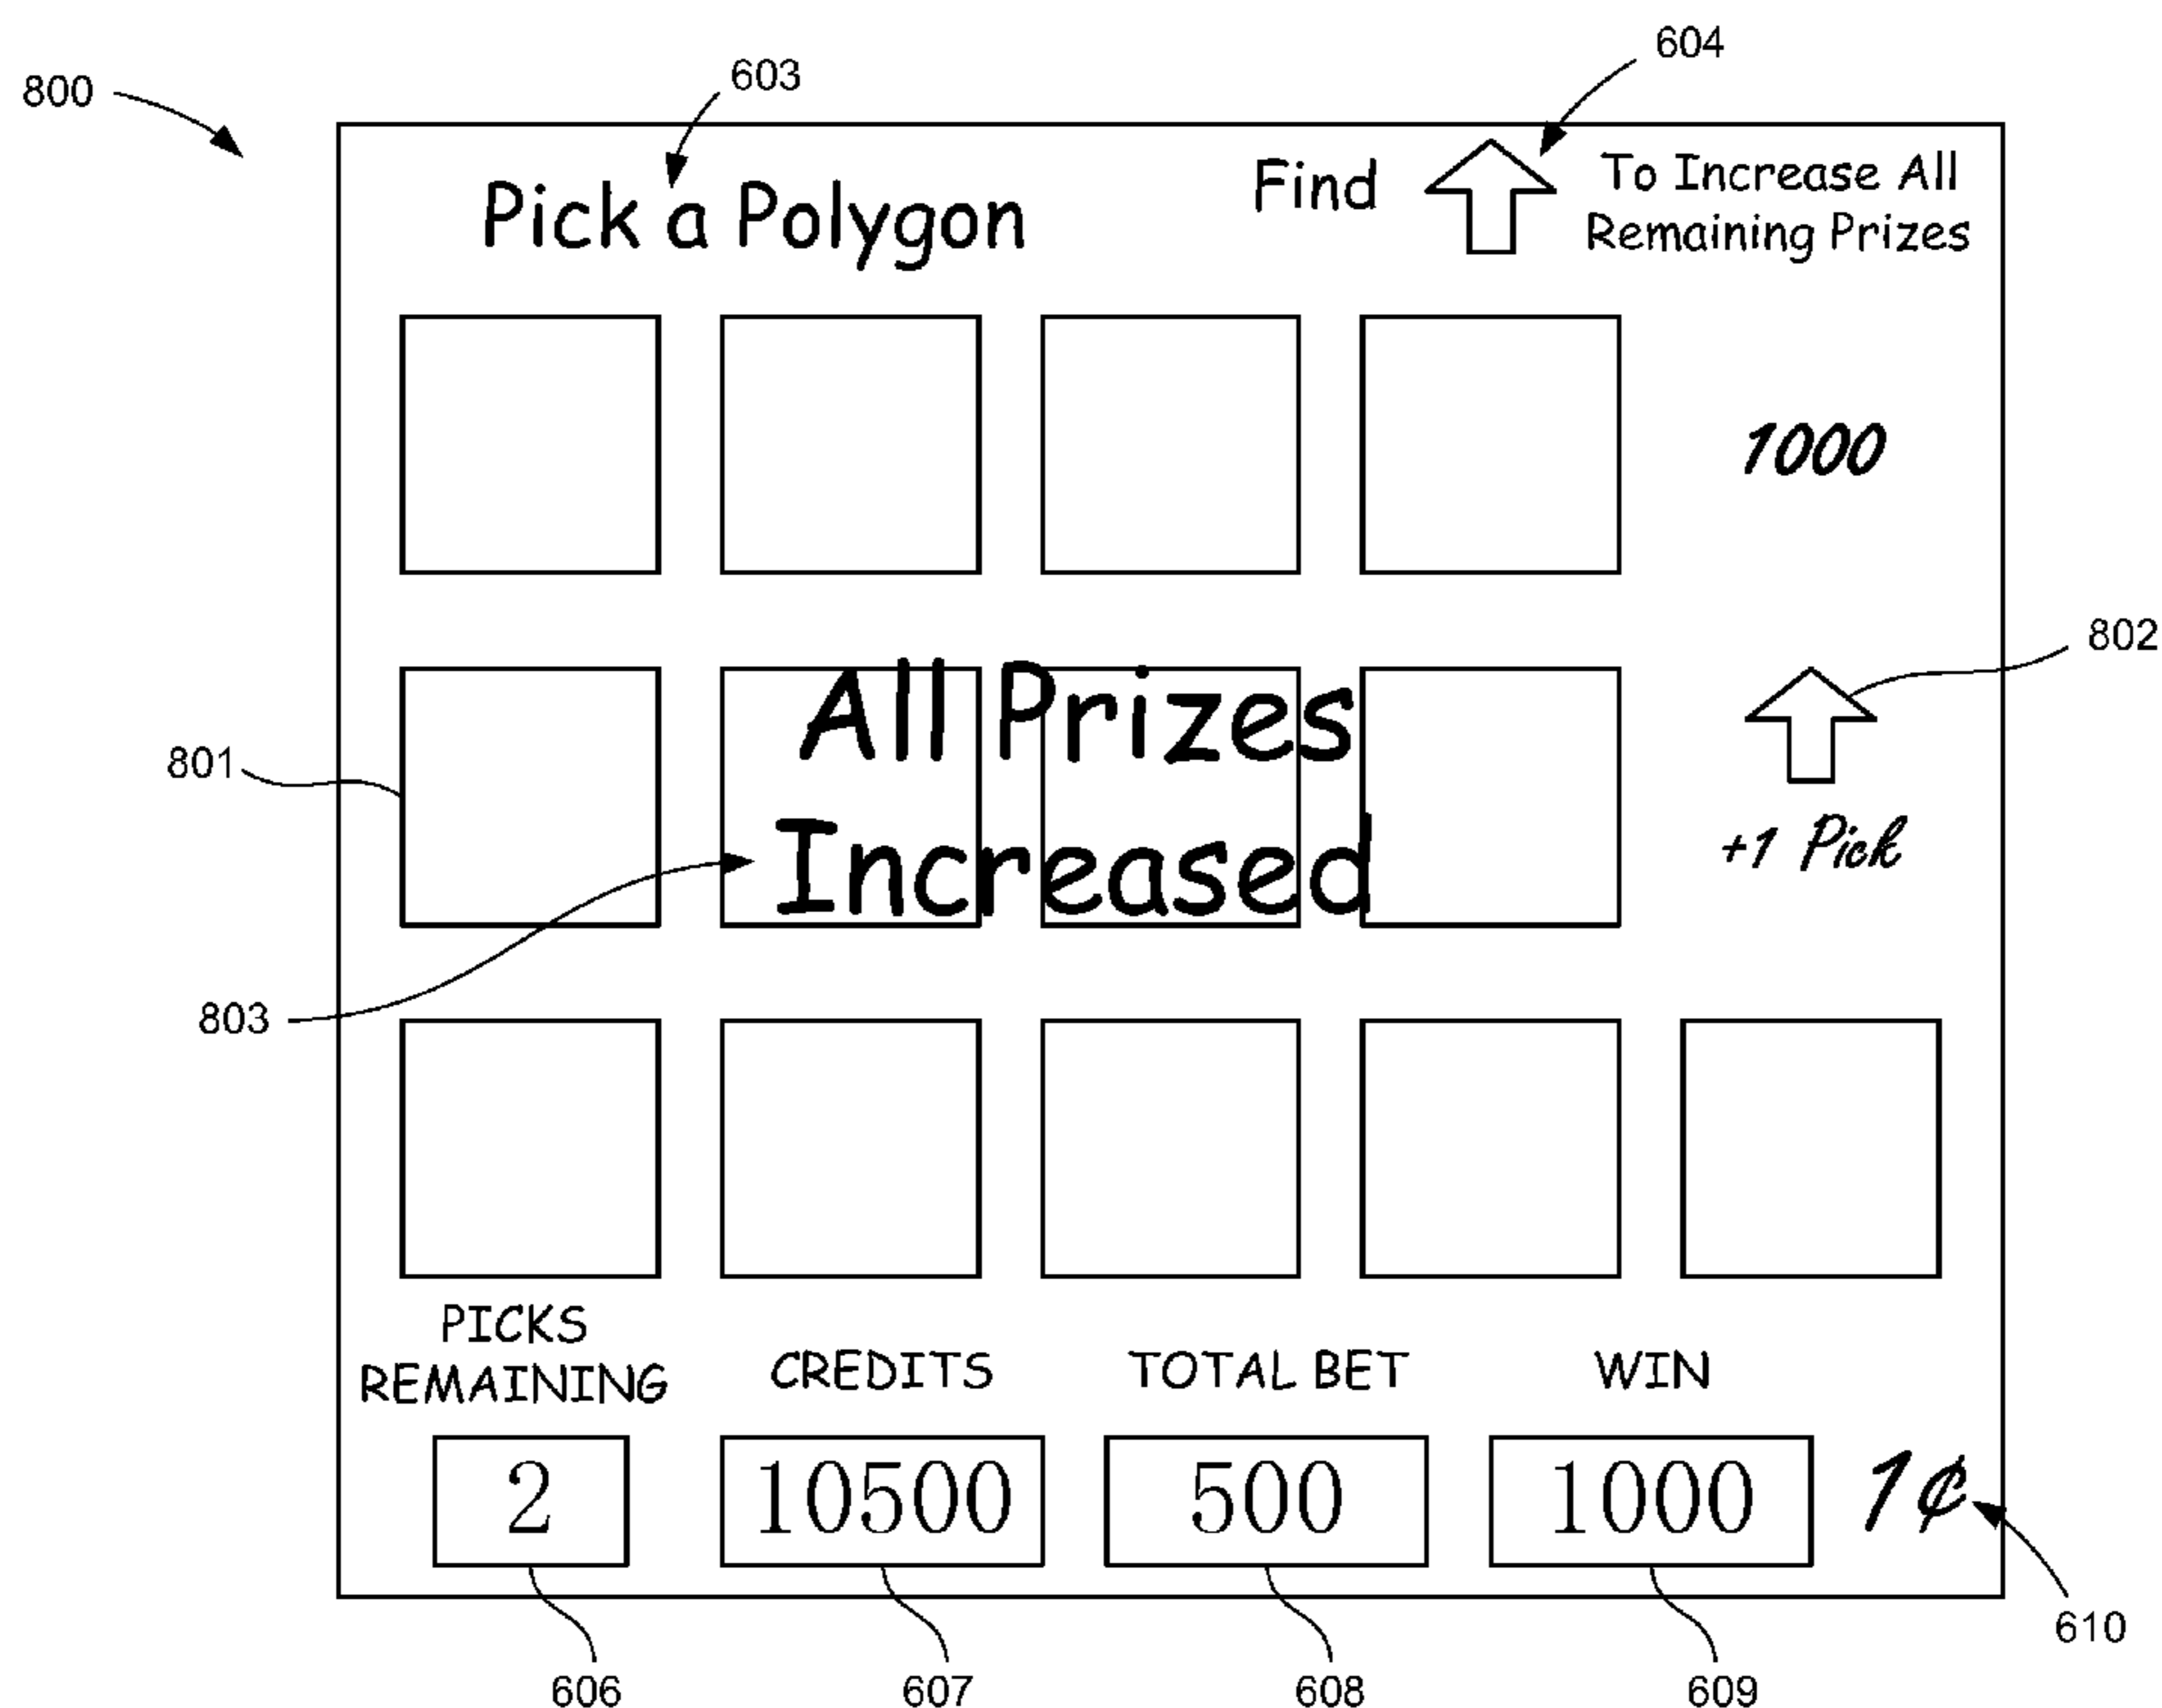 604
603
800
Pick a Polygon
Find
To Increase All
Remaining Prizes
1000
802
All Prizes
801
+1 Pick
Increased
803
PICKS
REMAINING
CREDITS
TOTAL BET
WIN
2
10500
500
1000
1¢
610
606
607
608
609